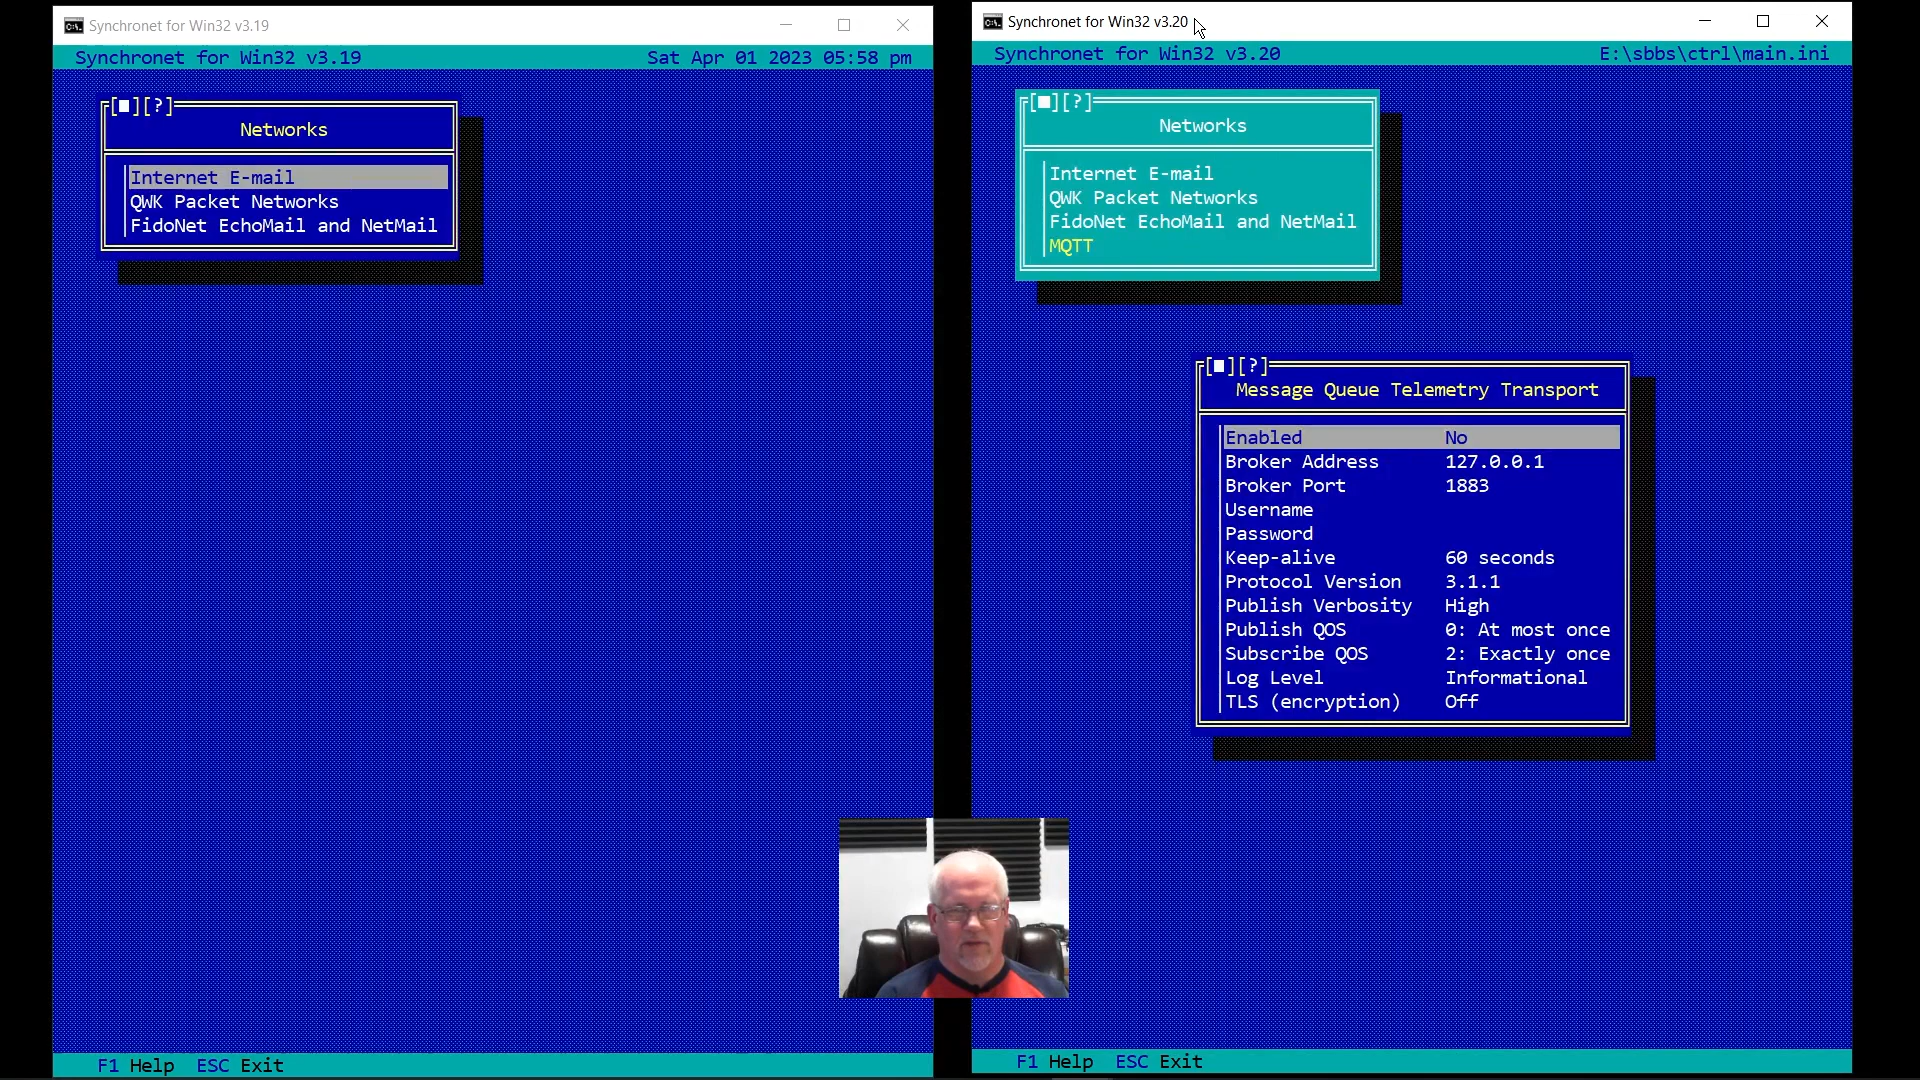 Synchronet for Win32 v3.19
Synchronet for Win32 v3.19 Sat Apr 01 2023 05:58 pm
[■][?]
Networks
Internet E-mail
QWK Packet Networks
FidoNet EchoMail and NetMail
F1 Help ESC Exit
Synchronet for Win32 v3.20
Synchronet for Win32 v3.20 E:\sbbs\ctrl\main.ini
[■][?]
Networks
Internet E-mail
QWK Packet Networks
FidoNet EchoMail and NetMail
MQTT
[■][?]
Message Queue Telemetry Transport
Enabled No
Broker Address 127.0.0.1
Broker Port 1883
Username
Password
Keep-alive 60 seconds
Protocol Version 3.1.1
Publish Verbosity High
Publish QOS 0: At most once
Subscribe QOS 2: Exactly once
Log Level Informational
TLS (encryption) Off
F1 Help ESC Exit